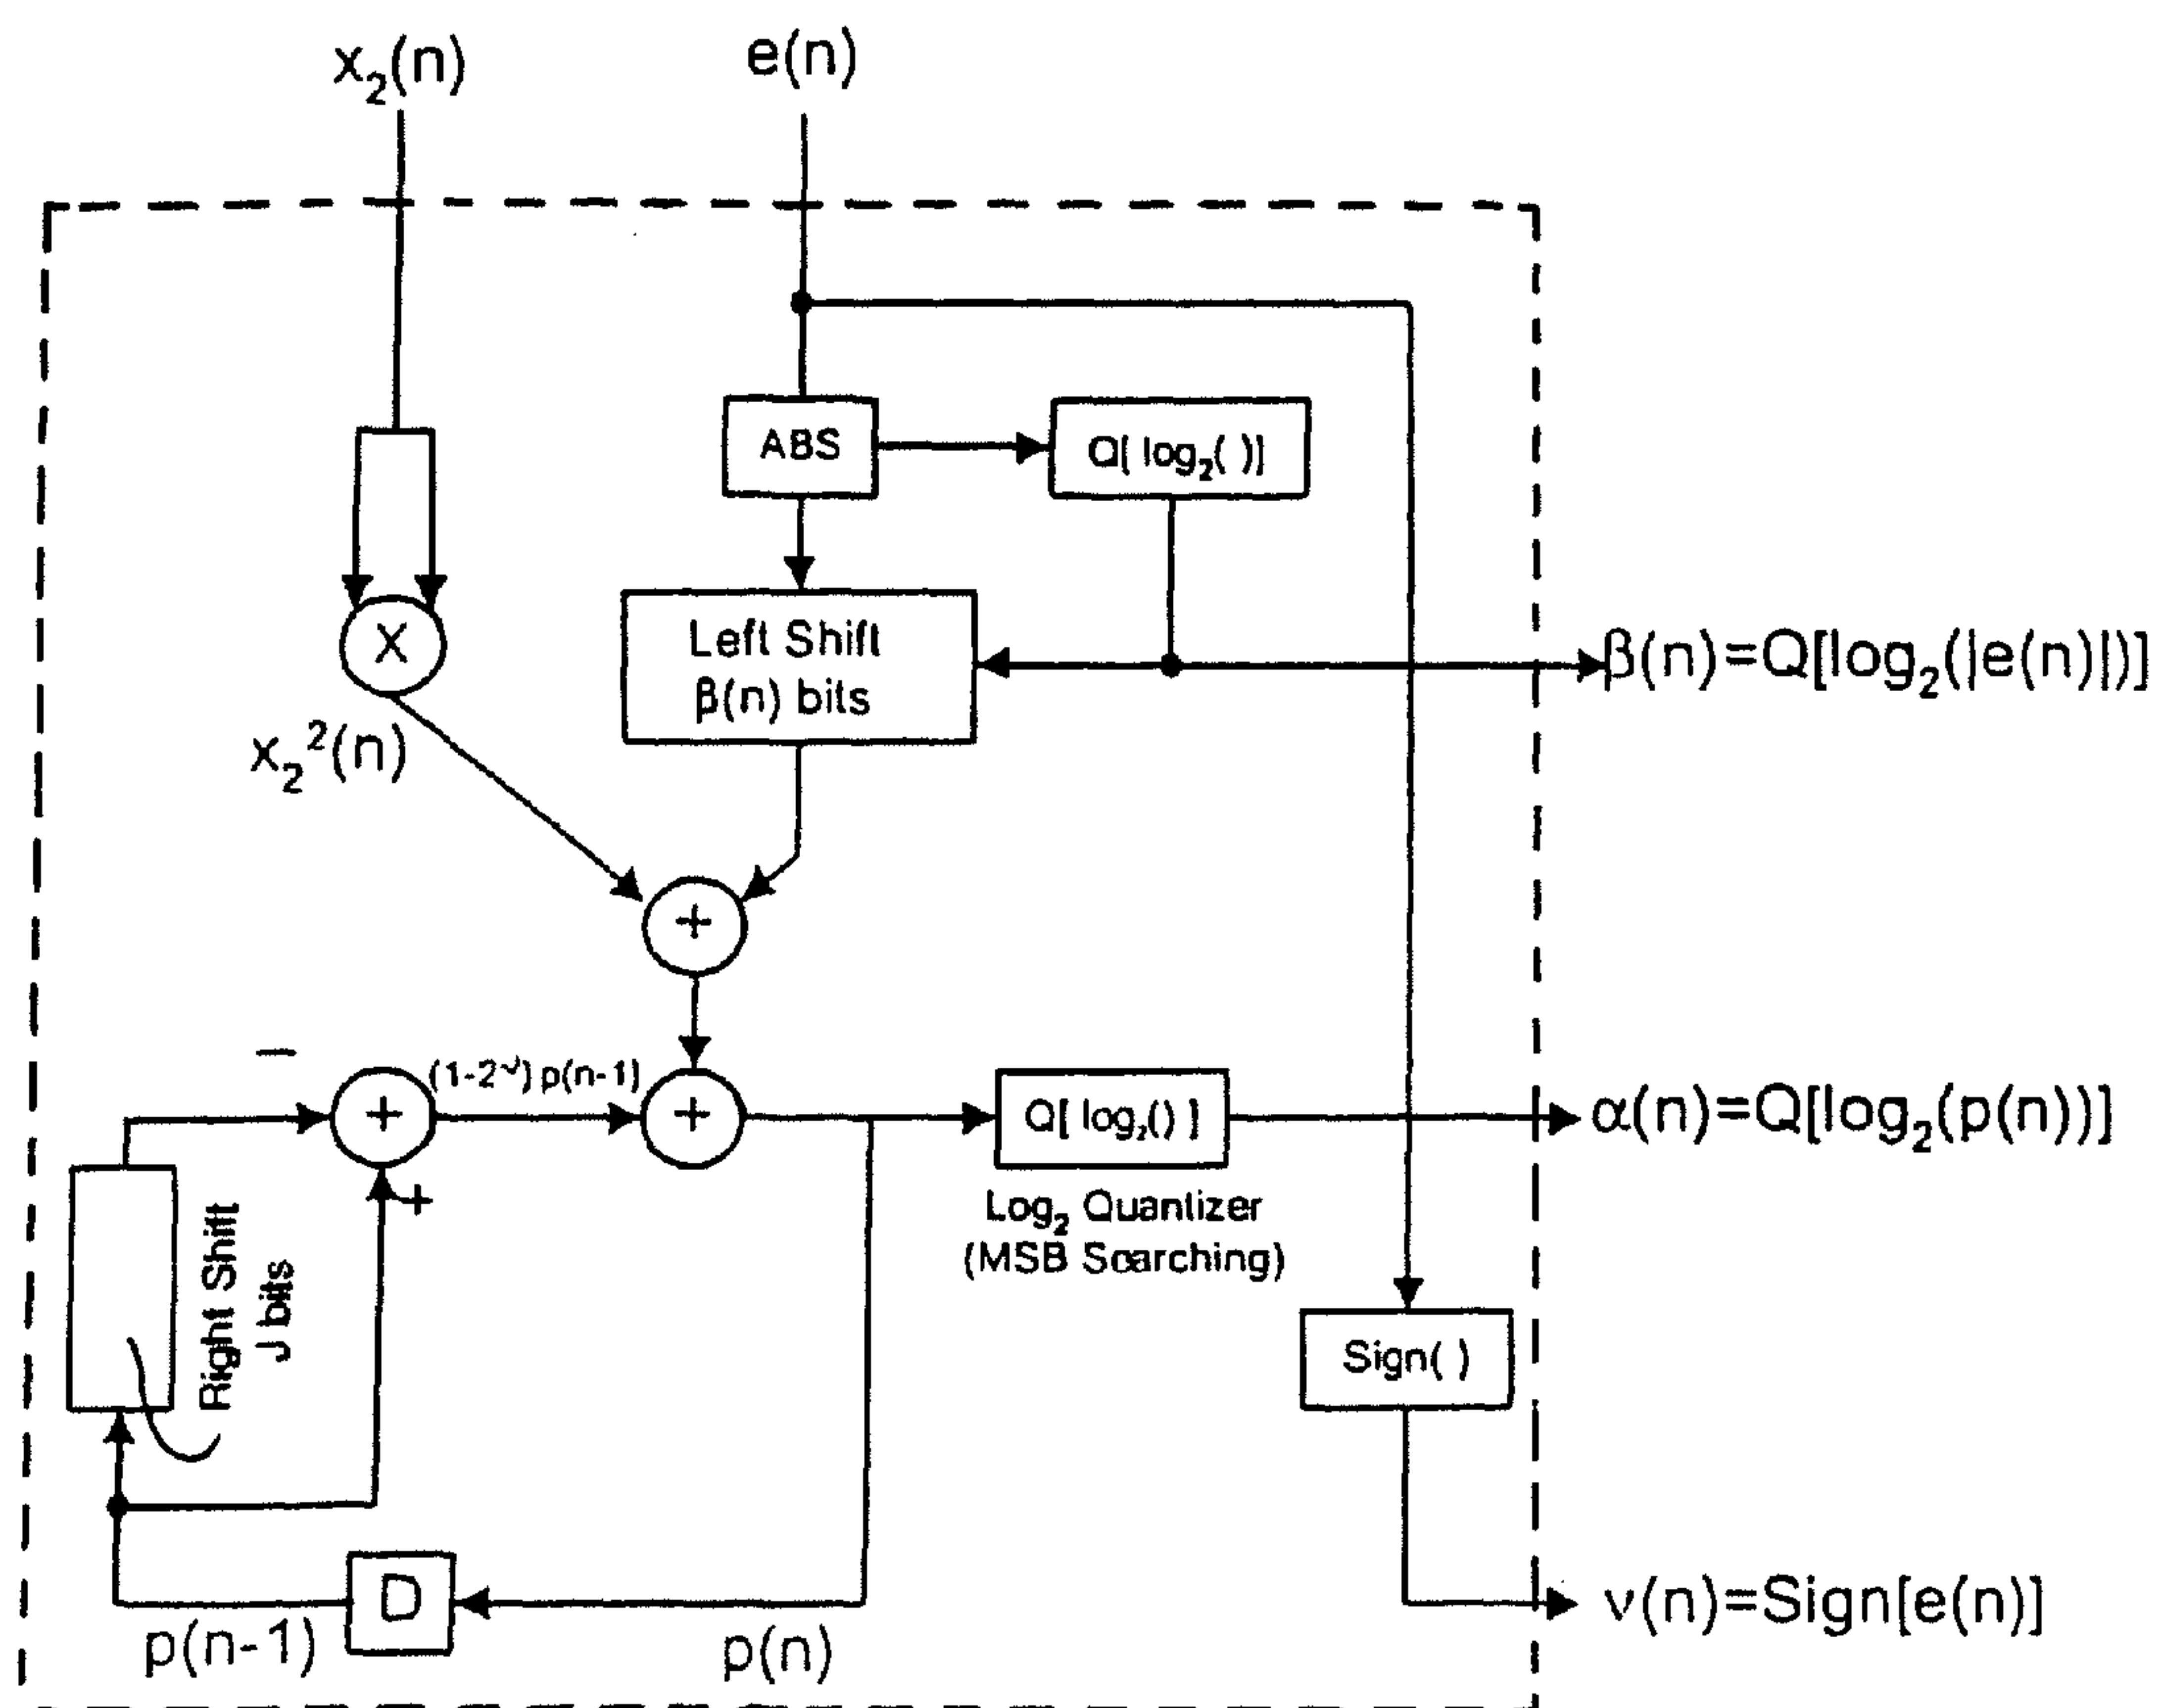 x₂(n)
e(n)
ABS
Q[ log₂( )]
X
Left Shift
β(n) bits
β(n)=Q[log₂(|e(n)|)]
x₂²(n)
+
−
(1-2⁻ᴶ) p(n-1)
+
+
Q[ log₂() ]
α(n)=Q[log₂(p(n))]
+
Log₂ Quantizer
(MSB Searching)
Right Shift
J bits
Sign( )
D
p(n-1)
p(n)
ν(n)=Sign[e(n)]